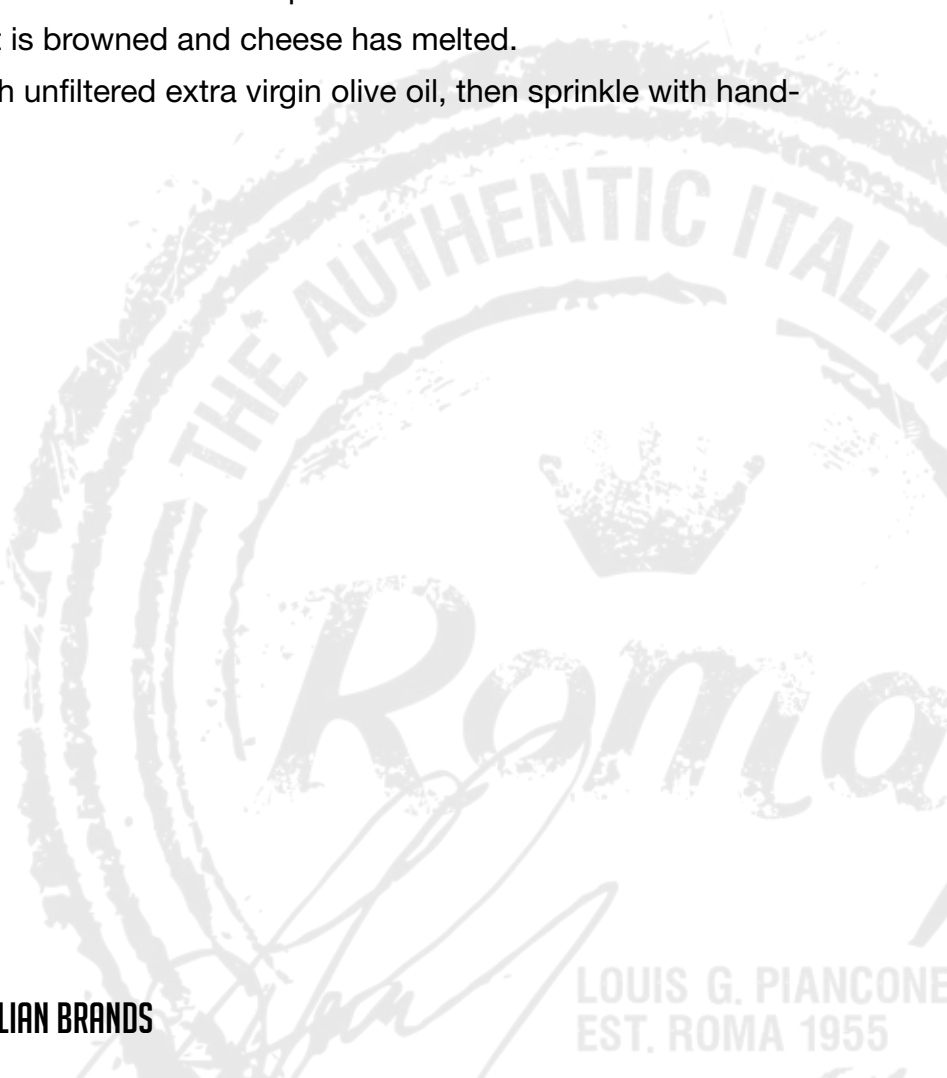 is browned and cheese has melted.
unfiltered extra virgin olive oil, then sprinkle with hand-
THE AUTHENTIC ITALIA
Roma
LOUIS G. PIANCONE
EST. ROMA 1955
LIAN BRANDS